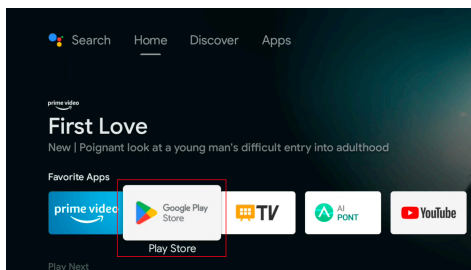 Search Home Discover Apps
prime video
First Love
New | Poignant look at a young man's difficult entry into adulthood
Favorite Apps
prime video
Google Play
Store
TV
AI
PONT
YouTube
Play Store
Play Next